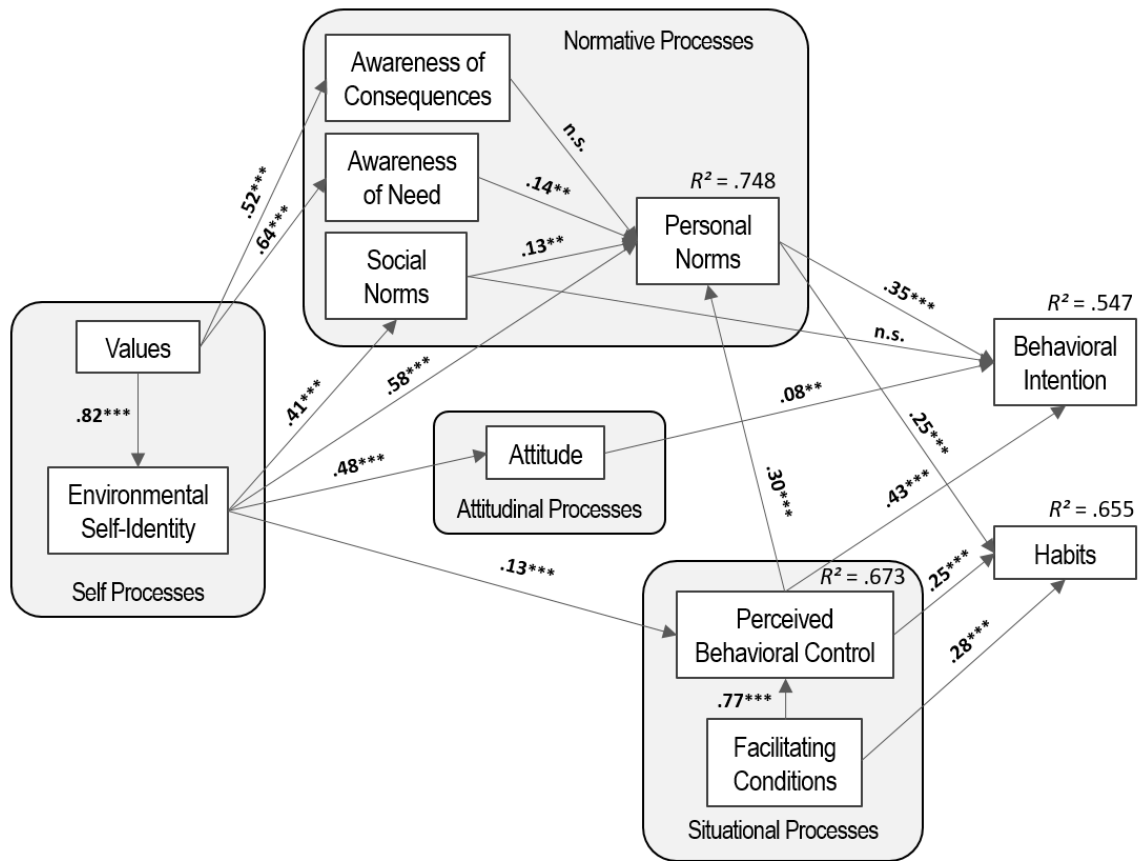 Normative Processes
Awareness of
Consequences
n.s.
Awareness
of Need
.14**
R² = .748
.52***
.64***
Social
Norms
.13**
Personal
Norms
.35***
R² = .547
Values
n.s.
Behavioral
Intention
.82***
.41***
.58***
.08**
.25***
Environmental
Self-Identity
.48***
Attitude
Attitudinal Processes
.30***
.43***
R² = .655
Habits
Self Processes
.13***
R² = .673
.25***
Perceived
Behavioral Control
.28***
.77***
Facilitating
Conditions
Situational Processes